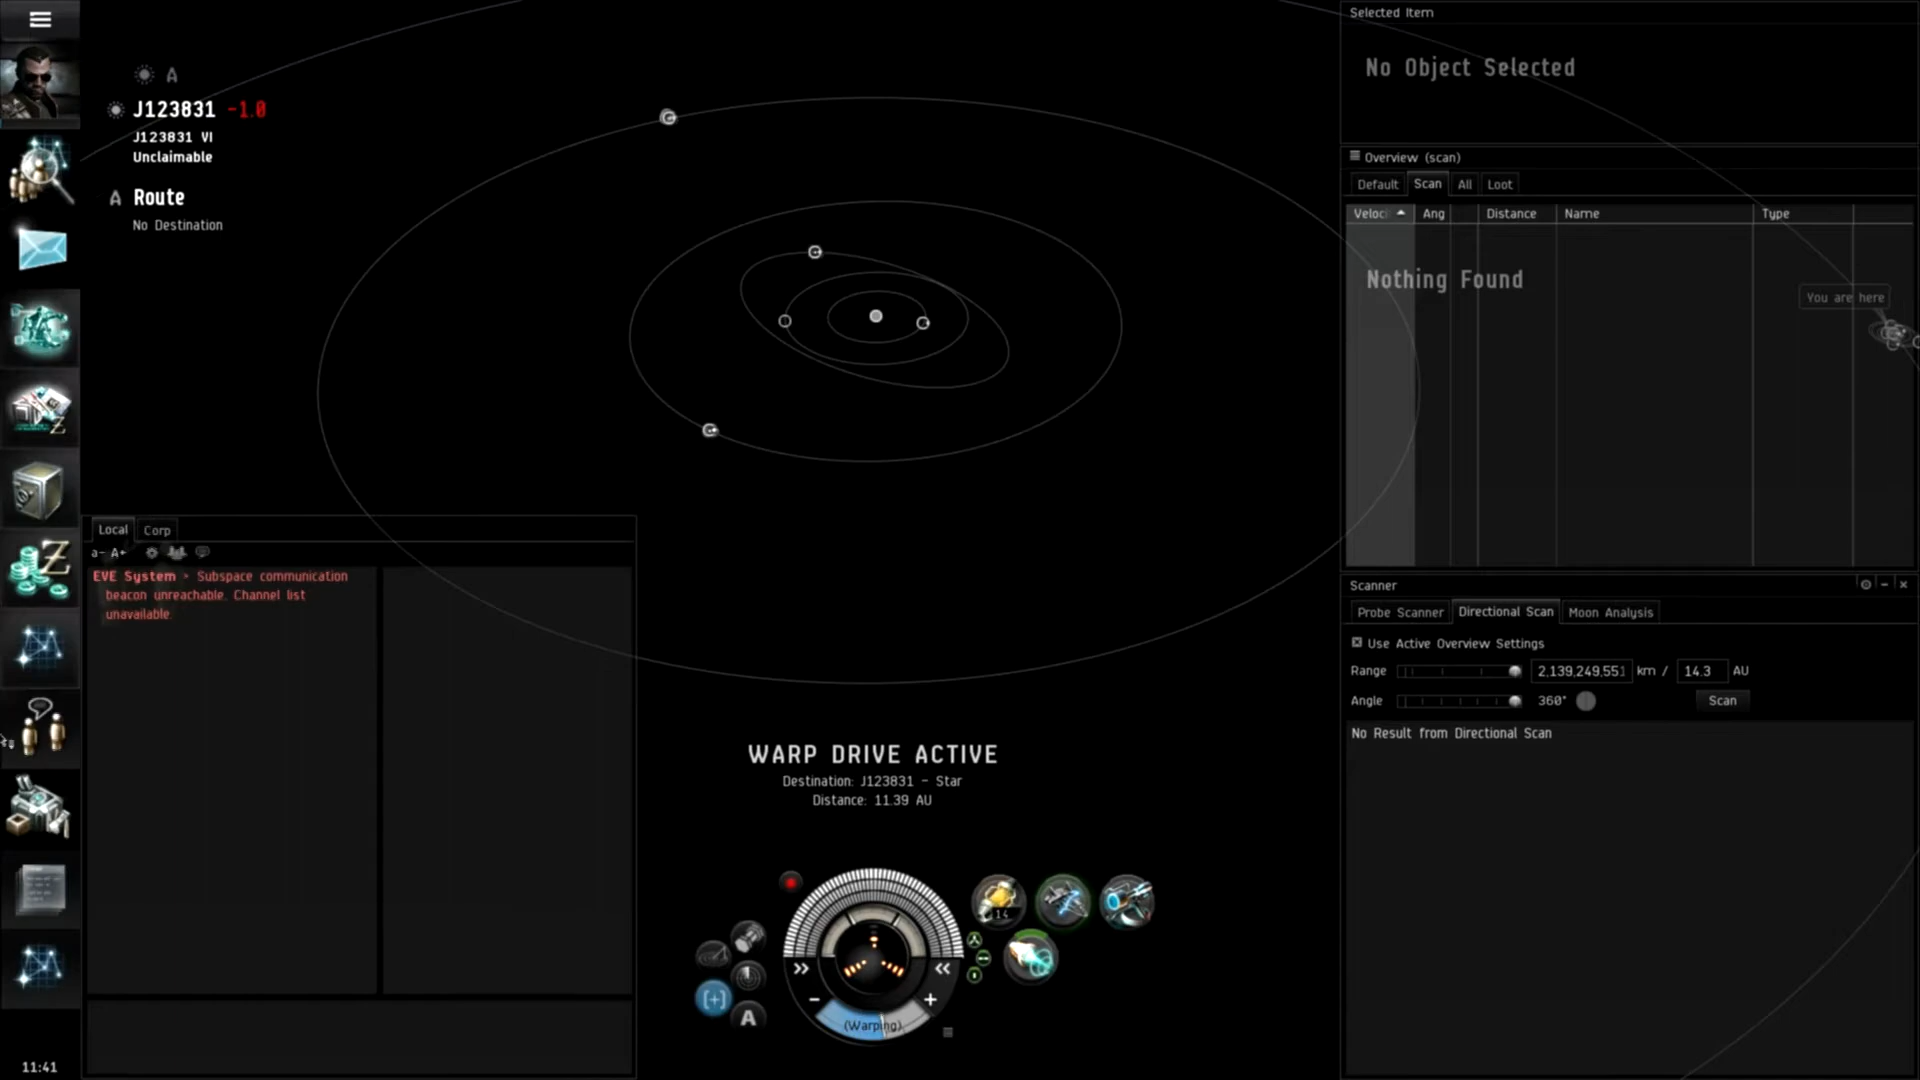 A
J123831 -1.0
J123831 VI
Unclaimable
A Route
No Destination
Local Corp
a- A+
EVE System > Subspace communication
beacon unreachable. Channel list
unavailable.
11:41
WARP DRIVE ACTIVE
Destination: J123831 - Star
Distance: 11.39 AU
14
A
(Warping)
Selected Item
No Object Selected
Overview (scan)
Default Scan All Loot
Veloci Ang Distance Name Type
Nothing Found
You are here
Scanner
Probe Scanner Directional Scan Moon Analysis
Use Active Overview Settings
Range 2,139,249,551 km / 14.3 AU
Angle 360° Scan
No Result from Directional Scan